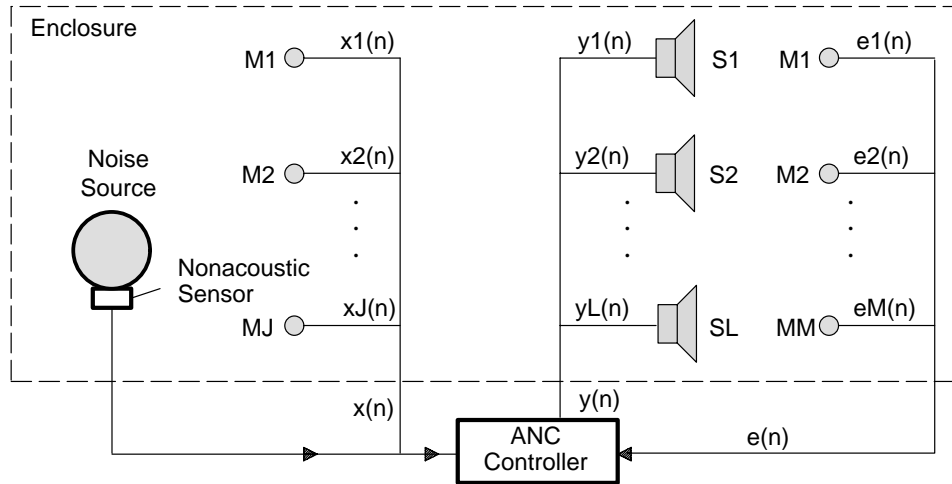 Enclosure
M1
x1(n)
y1(n)
S1
M1
e1(n)
Noise
Source
M2
x2(n)
y2(n)
S2
M2
e2(n)
Nonacoustic
Sensor
MJ
xJ(n)
yL(n)
SL
MM
eM(n)
x(n)
y(n)
ANC
Controller
e(n)